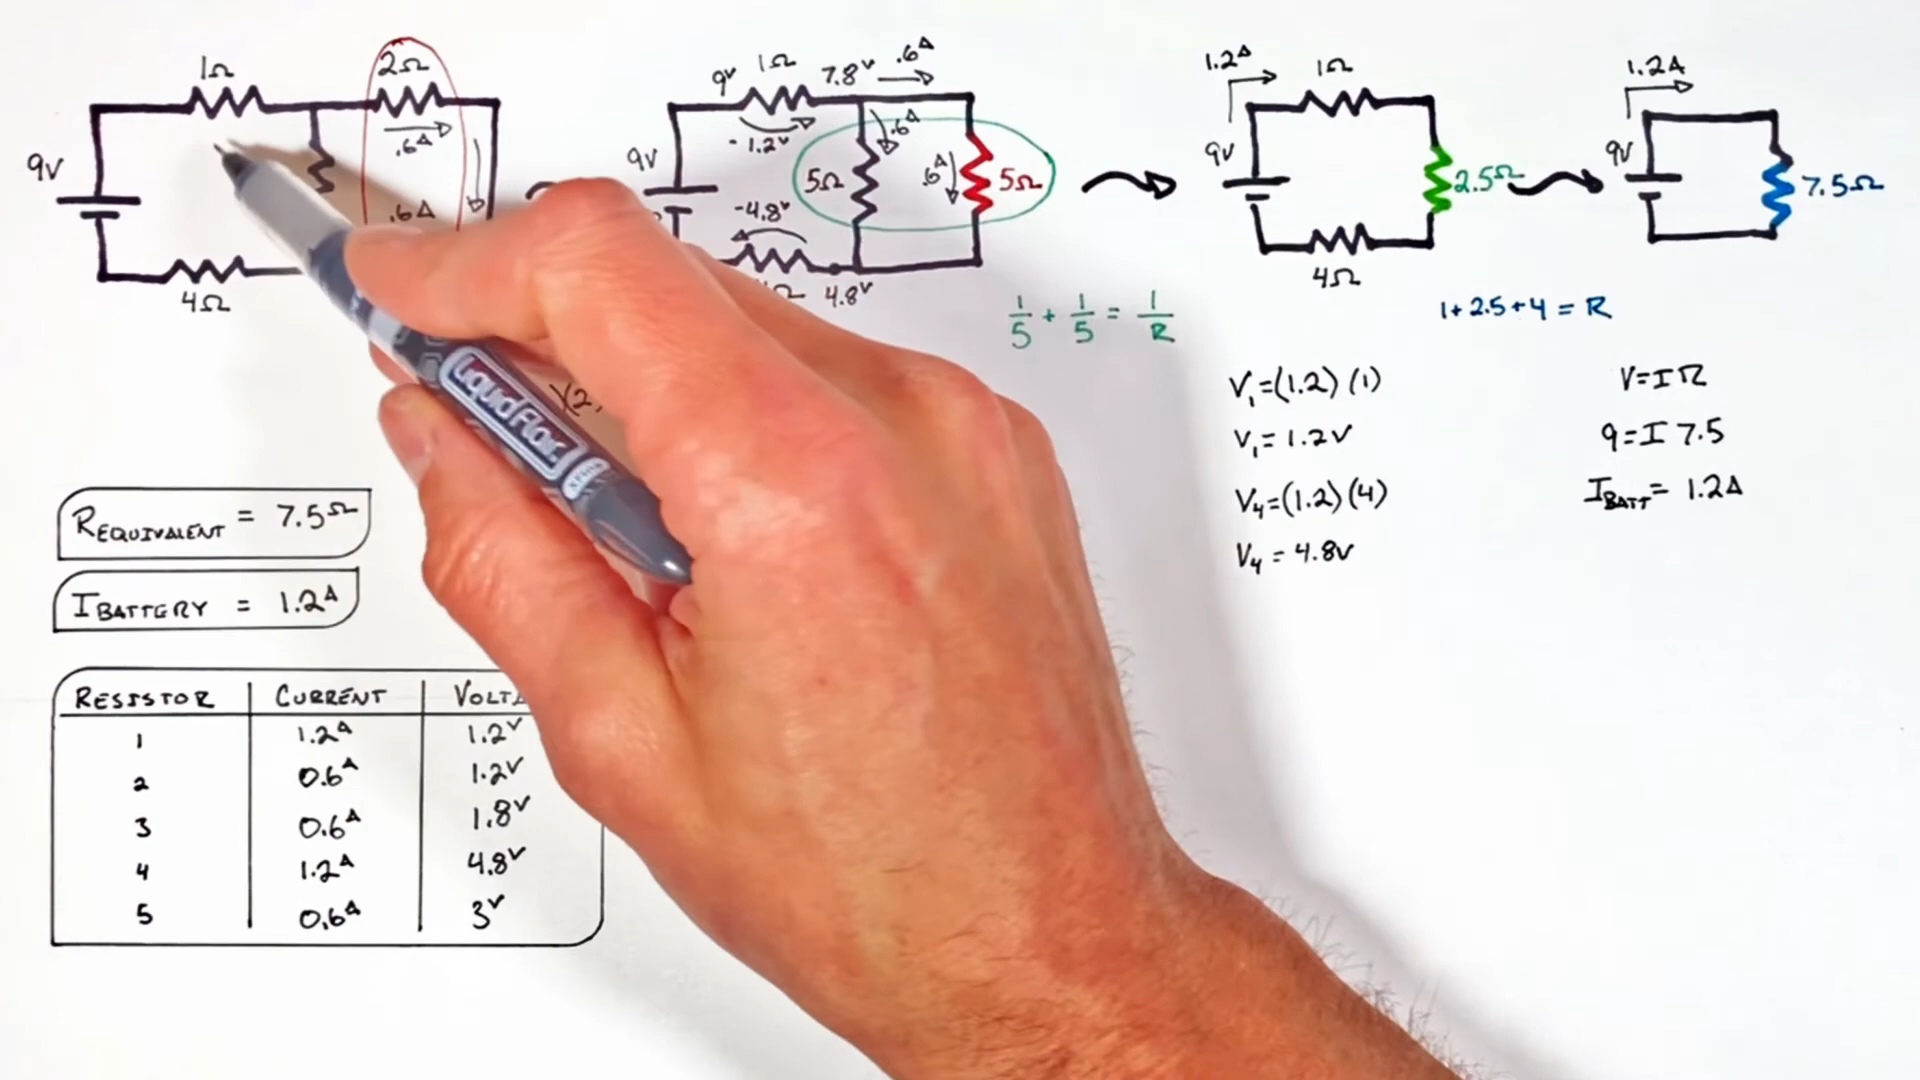 1Ω
2Ω
9V
.6A
.6A
4Ω
9V
1Ω
7.8V
.6A
-1.2V
.6A
9V
5Ω
.6A
5Ω
-4.8V
4.8V
1/5 + 1/5 = 1/R
1.2A
1Ω
9V
2.5Ω
4Ω
1.2A
9V
7.5Ω
1+2.5+4 = R
V₁=(1.2)(1)
V₁= 1.2V
V₄=(1.2)(4)
V₄ = 4.8V
V=IR
9=I 7.5
IBATT= 1.2A
LiquidFlow
REQUIVALENT = 7.5Ω
IBATTERY = 1.2A
RESISTOR CURRENT
1 1.2A 1.2V
2 0.6A 1.2V
3 0.6A 1.8V
4 1.2A 4.8V
5 0.6A 3V